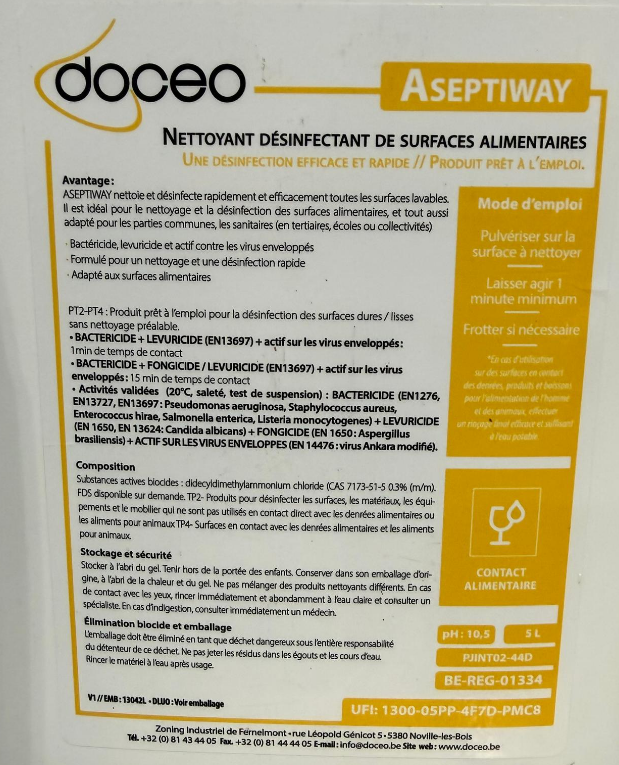 doceo
ASEPTIWAY
NETTOYANT DÉSINFECTANT DE SURFACES ALIMENTAIRES
UNE DÉSINFECTION EFFICACE ET RAPIDE // PRODUIT PRÊT À L'EMPLOI.
Avantage :
ASEPTIWAY nettoie et désinfecte rapidement et efficacement toutes les surfaces lavables.
Il est idéal pour le nettoyage et la désinfection des surfaces alimentaires, et tout aussi
adapté pour les parties communes, les sanitaires (en tertiaires, écoles ou collectivités)
· Bactéricide, levuricide et actif contre les virus enveloppés
· Formulé pour un nettoyage et une désinfection rapide
· Adapté aux surfaces alimentaires
PT2-PT4 : Produit prêt à l'emploi pour la désinfection des surfaces dures / lisses
sans nettoyage préalable.
• BACTERICIDE + LEVURICIDE (EN13697) + actif sur les virus enveloppés :
1min de temps de contact
• BACTERICIDE + FONGICIDE / LEVURICIDE (EN13697) + actif sur les virus
enveloppés : 15 min de temps de contact
• Activités validées (20°C, saleté, test de suspension) : BACTERICIDE (EN1276,
EN13727, EN13697 : Pseudomonas aeruginosa, Staphylococcus aureus,
Enterococcus hirae, Salmonella enterica, Listeria monocytogenes) + LEVURICIDE
(EN 1650, EN 13624: Candida albicans) + FONGICIDE (EN 1650 : Aspergillus
brasiliensis) + ACTIF SUR LES VIRUS ENVELOPPES (EN 14476 : virus Ankara modifié).
Composition
Substances actives biocides : didecyldimethylammonium chloride (CAS 7173-51-5 0.3% (m/m).
FDS disponible sur demande. TP2- Produits pour désinfecter les surfaces, les matériaux, les équi-
pements et le mobilier qui ne sont pas utilisés en contact direct avec les denrées alimentaires ou
les aliments pour animaux TP4- Surfaces en contact avec les denrées alimentaires et les aliments
pour animaux.
Stockage et sécurité
Stocker à l'abri du gel. Tenir hors de la portée des enfants. Conserver dans son emballage d'ori-
gine, à l'abri de la chaleur et du gel. Ne pas mélanger des produits nettoyants différents. En cas
de contact avec les yeux, rincer immédiatement et abondamment à l'eau claire et consulter un
spécialiste. En cas d'indigestion, consulter immédiatement un médecin.
Élimination biocide et emballage
L'emballage doit être éliminé en tant que déchet dangereux sous l'entière responsabilité
du détenteur de ce déchet. Ne pas jeter les résidus dans les égouts et les cours d'eau.
Rincer le matériel à l'eau après usage.
V1 // EMB : 13042L • DLUO : Voir emballage
Mode d'emploi
Pulvériser sur la
surface à nettoyer
Laisser agir 1
minute minimum
Frotter si nécessaire
*En cas d'utilisation
sur des surfaces en contact
des denrées, produits et boissons
pour l'alimentation de l'homme
et des animaux, effectuer
un rinçage final efficace et suffisant
à l'eau potable.
CONTACT
ALIMENTAIRE
pH : 10,5
5 L
PJINT02-44D
BE-REG-01334
UFI: 1300-05PP-4F7D-PMC8
Zoning Industriel de Fernelmont • rue Léopold Génicot 5 • 5380 Noville-les-Bois
Tél. +32 (0) 81 43 44 05 Fax. +32 (0) 81 44 44 05 E-mail : info@doceo.be Site web : www.doceo.be